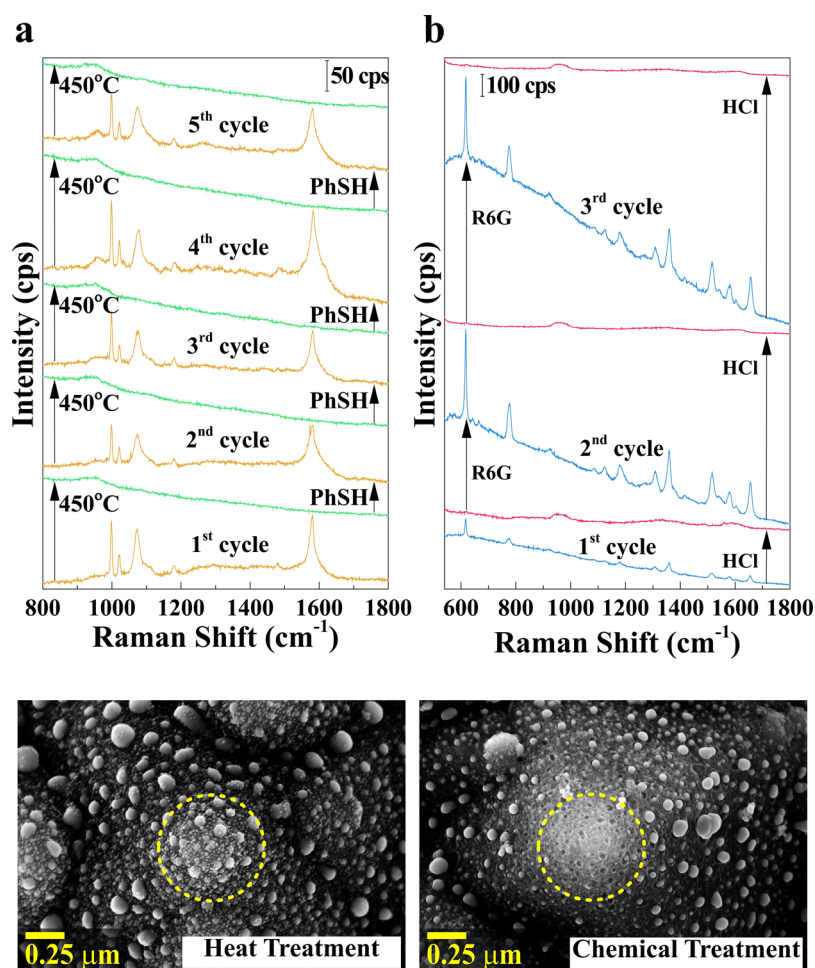 a
50 cps
450°C
5th cycle
450°C
PhSH
4th cycle
450°C
PhSH
3rd cycle
450°C
PhSH
2nd cycle
450°C
PhSH
1st cycle
800 1000 1200 1400 1600 1800
Raman Shift (cm-1)
Intensity (cps)
b
100 cps
HCl
3rd cycle
R6G
HCl
2nd cycle
R6G
1st cycle
HCl
600 800 1000 1200 1400 1600 1800
Raman Shift (cm-1)
Intensity (cps)
0.25 μm
Heat Treatment
0.25 μm
Chemical Treatment